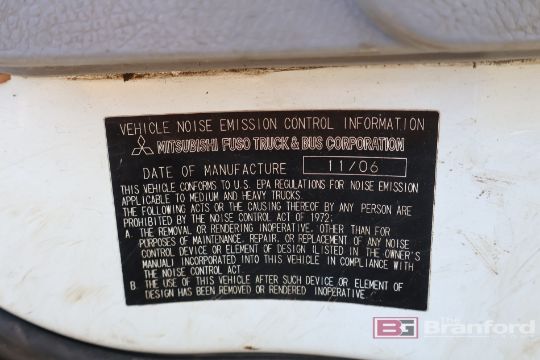 VEHICLE NOISE EMISSION CONTROL INFORMATION
MITSUBISHI FUSO TRUCK & BUS CORPORATION
DATE OF MANUFACTURE 11/06
THIS VEHICLE CONFORMS TO U.S. EPA REGULATIONS FOR NOISE EMISSION
APPLICABLE TO MEDIUM AND HEAVY TRUCKS.
THE FOLLOWING ACTS OR THE CAUSING THEREOF BY ANY PERSON ARE
PROHIBITED BY THE NOISE CONTROL ACT OF 1972:
A. THE REMOVAL OR RENDERING INOPERATIVE, OTHER THAN FOR
PURPOSES OF MAINTENANCE, REPAIR, OR REPLACEMENT OF ANY NOISE
CONTROL DEVICE OR ELEMENT OF DESIGN (LISTED IN THE OWNER'S
MANUAL) INCORPORATED INTO THIS VEHICLE IN COMPLIANCE WITH
THE NOISE CONTROL ACT
B. THE USE OF THIS VEHICLE AFTER SUCH DEVICE OR ELEMENT OF
DESIGN HAS BEEN REMOVED OR RENDERED INOPERATIVE.
BG The Branford